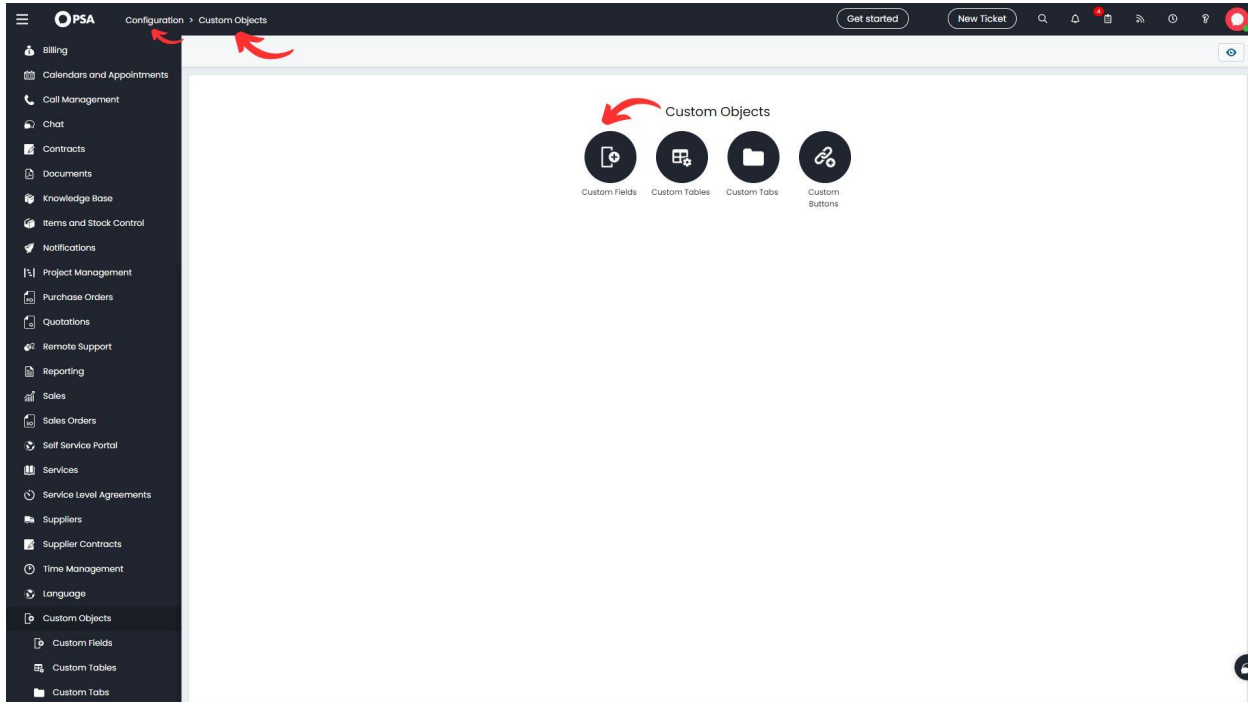 PSA
Configuration > Custom Objects
Get started
New Ticket
4
Billing
Calendars and Appointments
Call Management
Chat
Contracts
Documents
Knowledge Base
Items and Stock Control
Notifications
Project Management
Purchase Orders
Quotations
Remote Support
Reporting
Sales
Sales Orders
Self Service Portal
Services
Service Level Agreements
Suppliers
Supplier Contracts
Time Management
Language
Custom Objects
Custom Fields
Custom Tables
Custom Tabs
Custom Objects
Custom Fields
Custom Tables
Custom Tabs
Custom
Buttons